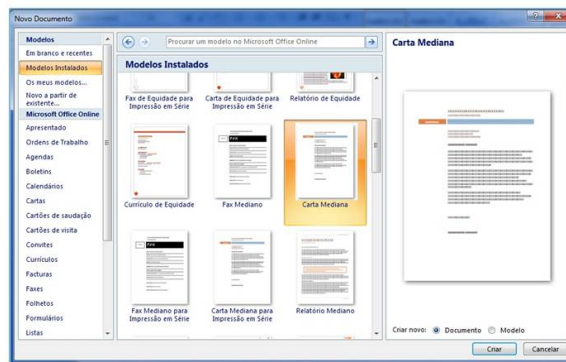 Novo Documento
Modelos
Em branco e recentes
Modelos Instalados
Os meus modelos...
Novo a partir de
existente...
Microsoft Office Online
Apresentado
Ordens de Trabalho
Agendas
Boletins
Calendários
Cartas
Cartões de saudação
Cartões de visita
Convites
Currículos
Facturas
Faxes
Folhetos
Formulários
Listas
Procurar um modelo no Microsoft Office Online
Modelos Instalados
Fax de Equidade para
Impressão em Série
Carta de Equidade para
Impressão em Série
Relatório de Equidade
Currículo de Equidade
Fax Mediano
Carta Mediana
Fax Mediano para
Impressão em Série
Carta Mediana para
Impressão em Série
Relatório Mediano
Carta Mediana
Criar novo:
Documento
Modelo
Criar
Cancelar